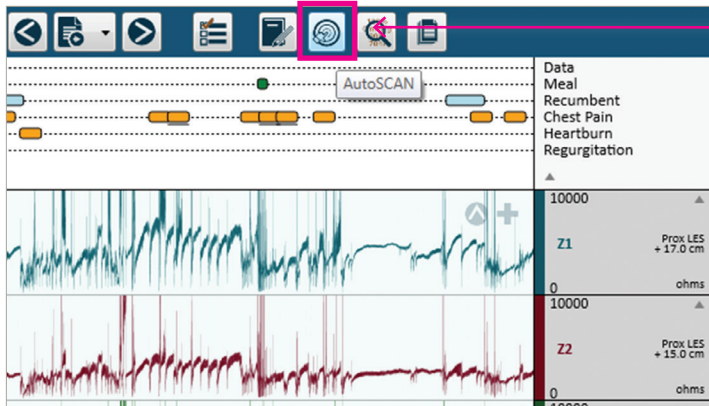 AutoSCAN
Data
Meal
Recumbent
Chest Pain
Heartburn
Regurgitation
10000
Z1
Prox LES
+ 17.0 cm
0
ohms
10000
Z2
Prox LES
+ 15.0 cm
0
ohms
10000